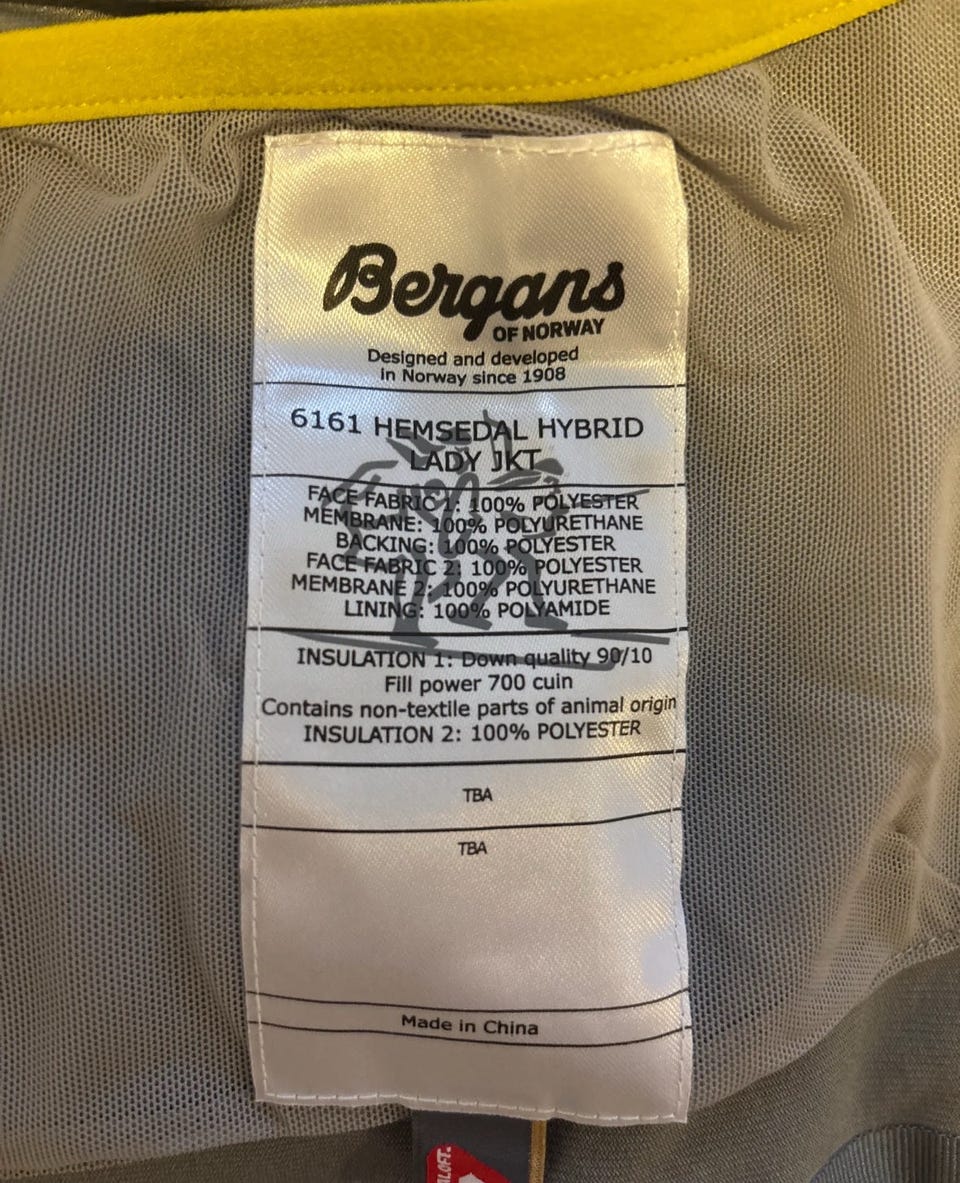 Bergans
OF NORWAY
Designed and developed
in Norway since 1908
6161 HEMSEDAL HYBRID
LADY JKT
FACE FABRIC 1: 100% POLYESTER
MEMBRANE: 100% POLYURETHANE
BACKING: 100% POLYESTER
FACE FABRIC 2: 100% POLYESTER
MEMBRANE 2: 100% POLYURETHANE
LINING: 100% POLYAMIDE
INSULATION 1: Down quality 90/10
Fill power 700 cuin
Contains non-textile parts of animal origin
INSULATION 2: 100% POLYESTER
TBA
TBA
Made in China